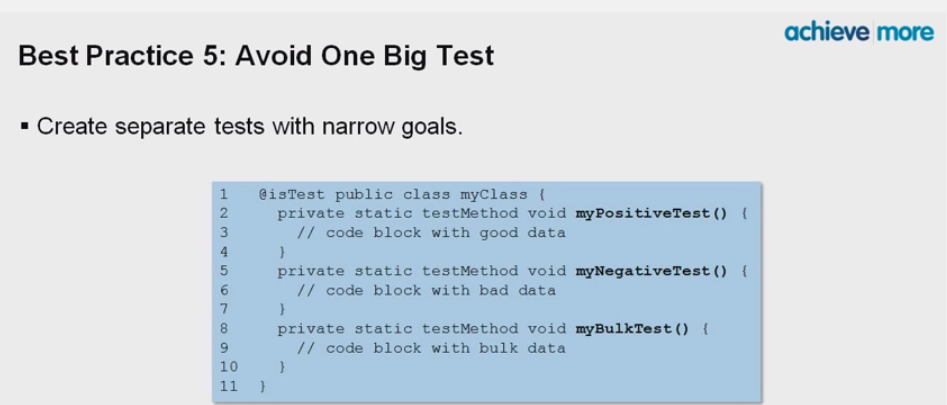 achieve more
Best Practice 5: Avoid One Big Test
▪ Create separate tests with narrow goals.
1 @isTest public class myClass {
2 private static testMethod void myPositiveTest() {
3 // code block with good data
4 }
5 private static testMethod void myNegativeTest() {
6 // code block with bad data
7 }
8 private static testMethod void myBulkTest() {
9 // code block with bulk data
10 }
11 }